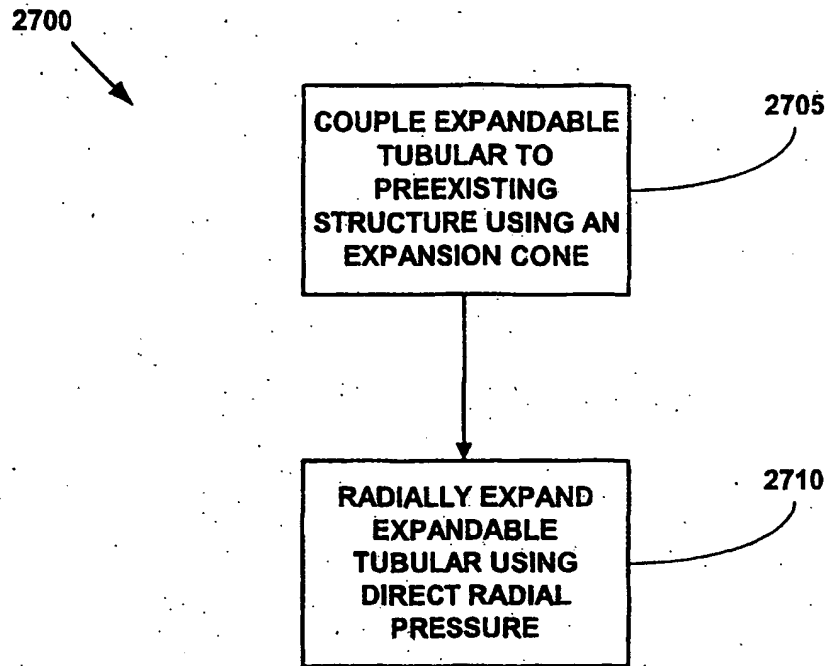 2700
2705
COUPLE EXPANDABLE
TUBULAR TO
PREEXISTING
STRUCTURE USING AN
EXPANSION CONE
2710
RADIALLY EXPAND
EXPANDABLE
TUBULAR USING
DIRECT RADIAL
PRESSURE